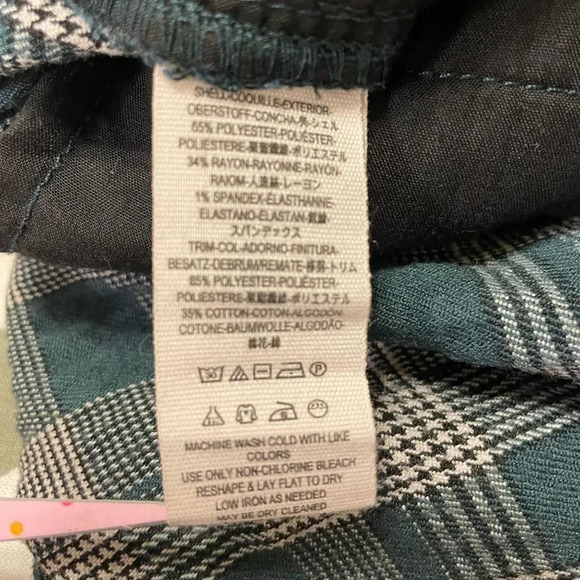 SHELL-COQUILLE-EXTERIOR
OBERSTOFF-CONCHA-殼-シェル
65% POLYESTER-POLIÉSTER-
POLIESTERE-聚酯纖維-ポリエステル
34% RAYON-RAYONNE-RAYON
RAIOM-人造絲-レーヨン
1% SPANDEX-ÉLASTHANNE-
ELASTANO-ELASTAN-氨綸-
スパンデックス
TRIM-COL-ADORNO-FINITURA-
BESATZ-DEBRUM/REMATE-修剪-トリム
65% POLYESTER-POLIÉSTER-
POLIESTERE-聚酯纖維-ポリエステル
35% COTTON-COTON-ALGODÓN-
COTONE-BAUMWOLLE-ALGODÃO-
棉花-綿
MACHINE WASH COLD WITH LIKE
COLORS
USE ONLY NON-CHLORINE BLEACH
RESHAPE & LAY FLAT TO DRY
LOW IRON AS NEEDED
MAY BE DRY CLEANED